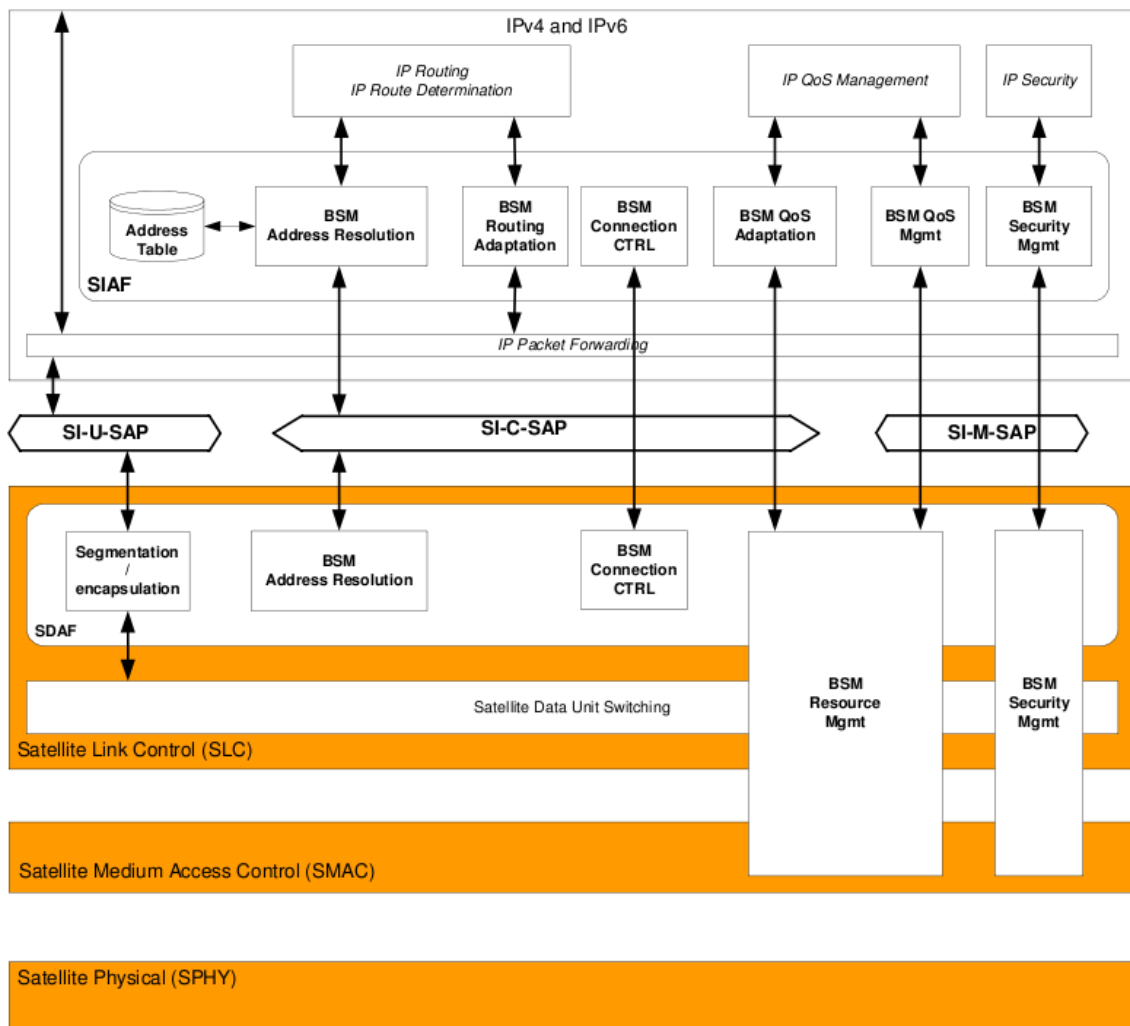 IPv4 and IPv6
IP Routing
IP Route Determination
IP QoS Management
IP Security
Address
Table
BSM
Address Resolution
BSM
Routing
Adaptation
BSM
Connection
CTRL
BSM QoS
Adaptation
BSM QoS
Mgmt
BSM
Security
Mgmt
SIAF
IP Packet Forwarding
SI-U-SAP
SI-C-SAP
SI-M-SAP
Segmentation
/
encapsulation
BSM
Address Resolution
BSM
Connection
CTRL
SDAF
BSM
Resource
Mgmt
BSM
Security
Mgmt
Satellite Data Unit Switching
Satellite Link Control (SLC)
Satellite Medium Access Control (SMAC)
Satellite Physical (SPHY)